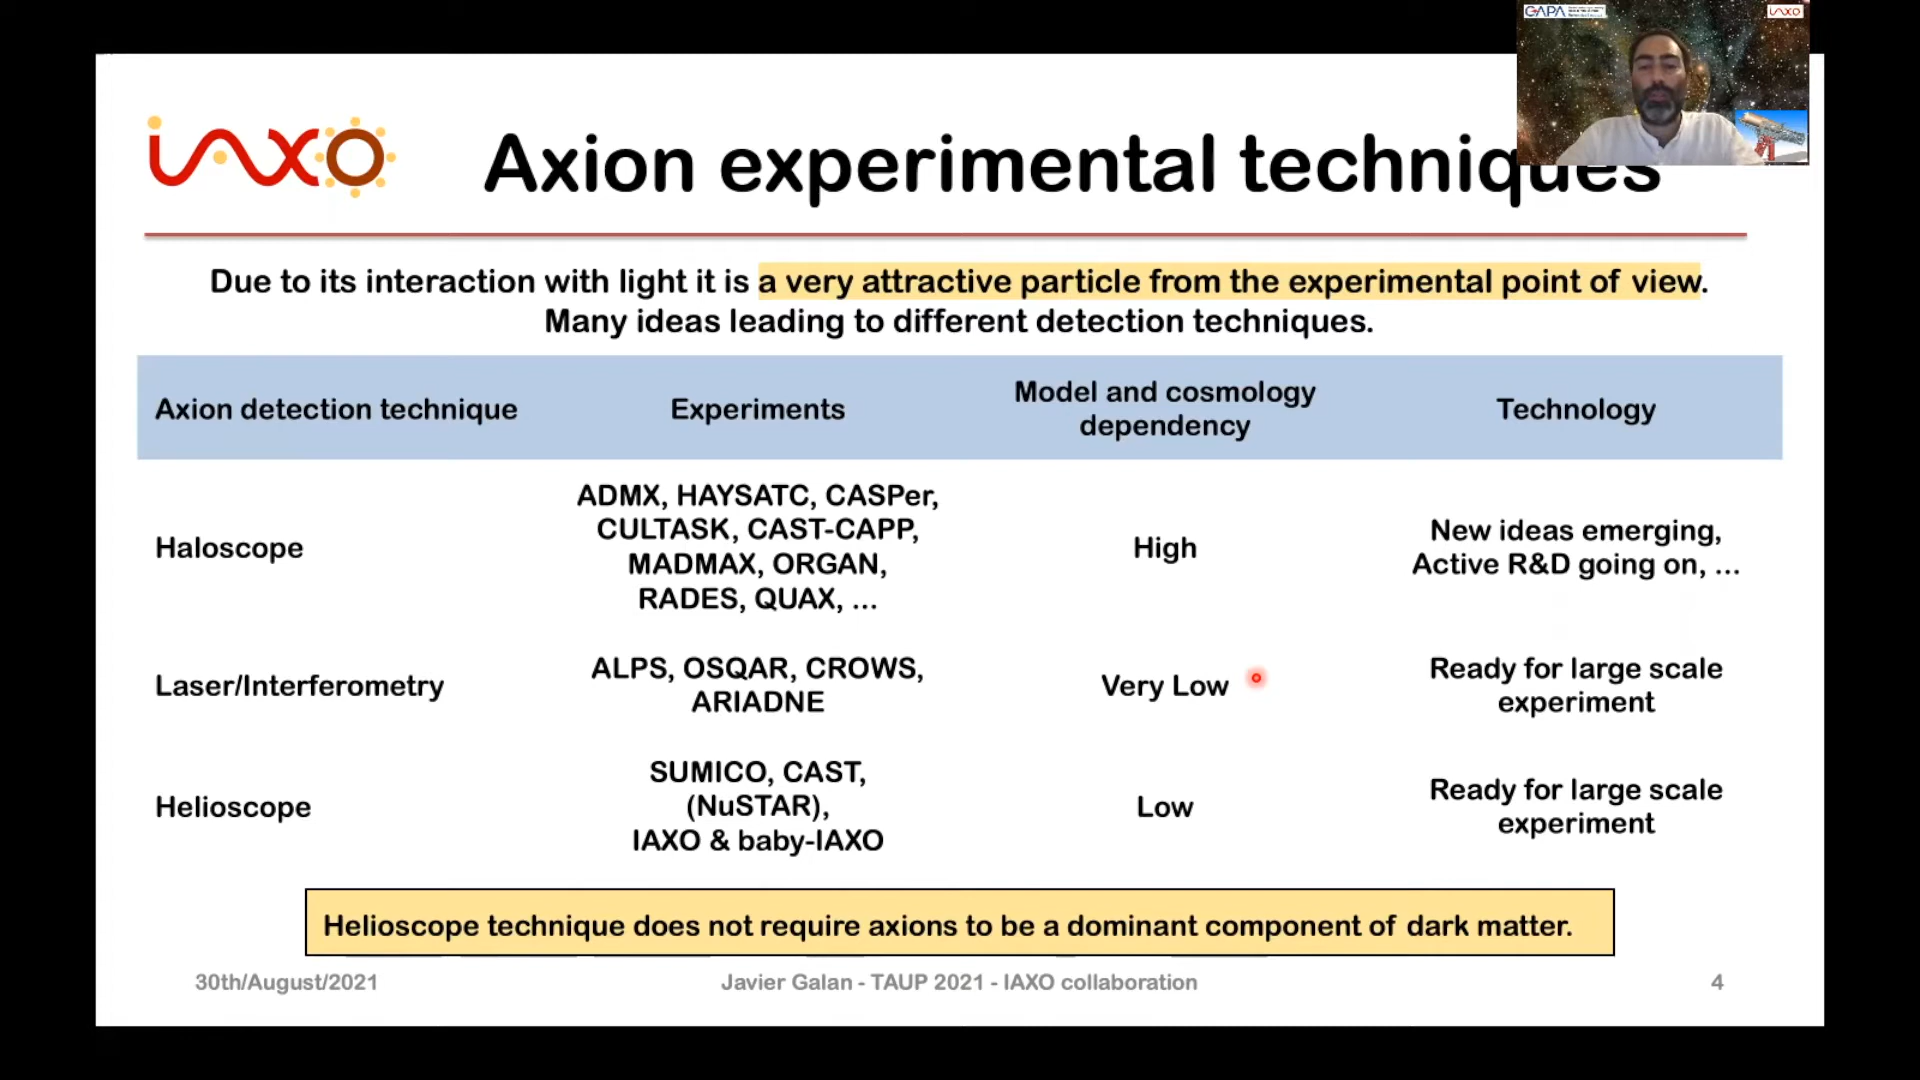 CAPA
iAXO
iAXO
Axion experimental techniques
Due to its interaction with light it is a very attractive particle from the experimental point of view.
Many ideas leading to different detection techniques.
Axion detection technique
Experiments
Model and cosmology
dependency
Technology
Haloscope
ADMX, HAYSATC, CASPer,
CULTASK, CAST-CAPP,
MADMAX, ORGAN,
RADES, QUAX, ...
High
New ideas emerging,
Active R&D going on, ...
Laser/Interferometry
ALPS, OSQAR, CROWS,
ARIADNE
Very Low
Ready for large scale
experiment
Helioscope
SUMICO, CAST,
(NuSTAR),
IAXO & baby-IAXO
Low
Ready for large scale
experiment
Helioscope technique does not require axions to be a dominant component of dark matter.
30th/August/2021
Javier Galan - TAUP 2021 - IAXO collaboration
4